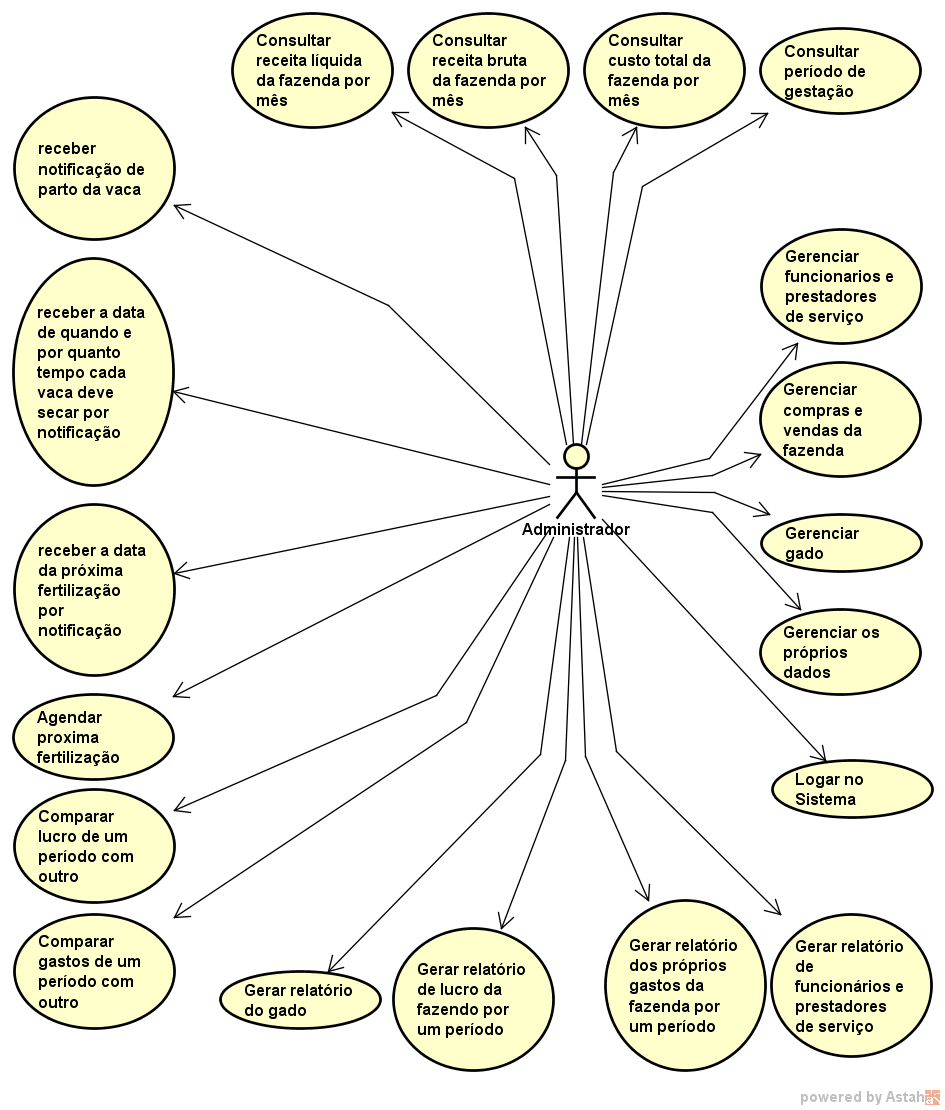 Consultar
receita líquida
da fazenda por
mês
Consultar
receita bruta
da fazenda por
mês
Consultar
custo total da
fazenda por
mês
Consultar
período de
gestação
receber
notificação de
parto da vaca
receber a data
de quando e
por quanto
tempo cada
vaca deve
secar por
notificação
receber a data
da próxima
fertilização
por
notificação
Agendar
proxima
fertilização
Comparar
lucro de um
período com
outro
Comparar
gastos de um
período com
outro
Administrador
Gerenciar
funcionarios e
prestadores
de serviço
Gerenciar
compras e
vendas da
fazenda
Gerenciar
gado
Gerenciar os
próprios
dados
Logar no
Sistema
Gerar relatório
do gado
Gerar relatório
de lucro da
fazendo por
um período
Gerar relatório
dos próprios
gastos da
fazenda por
um período
Gerar relatório
de
funcionários e
prestadores
de serviço
powered by Astah